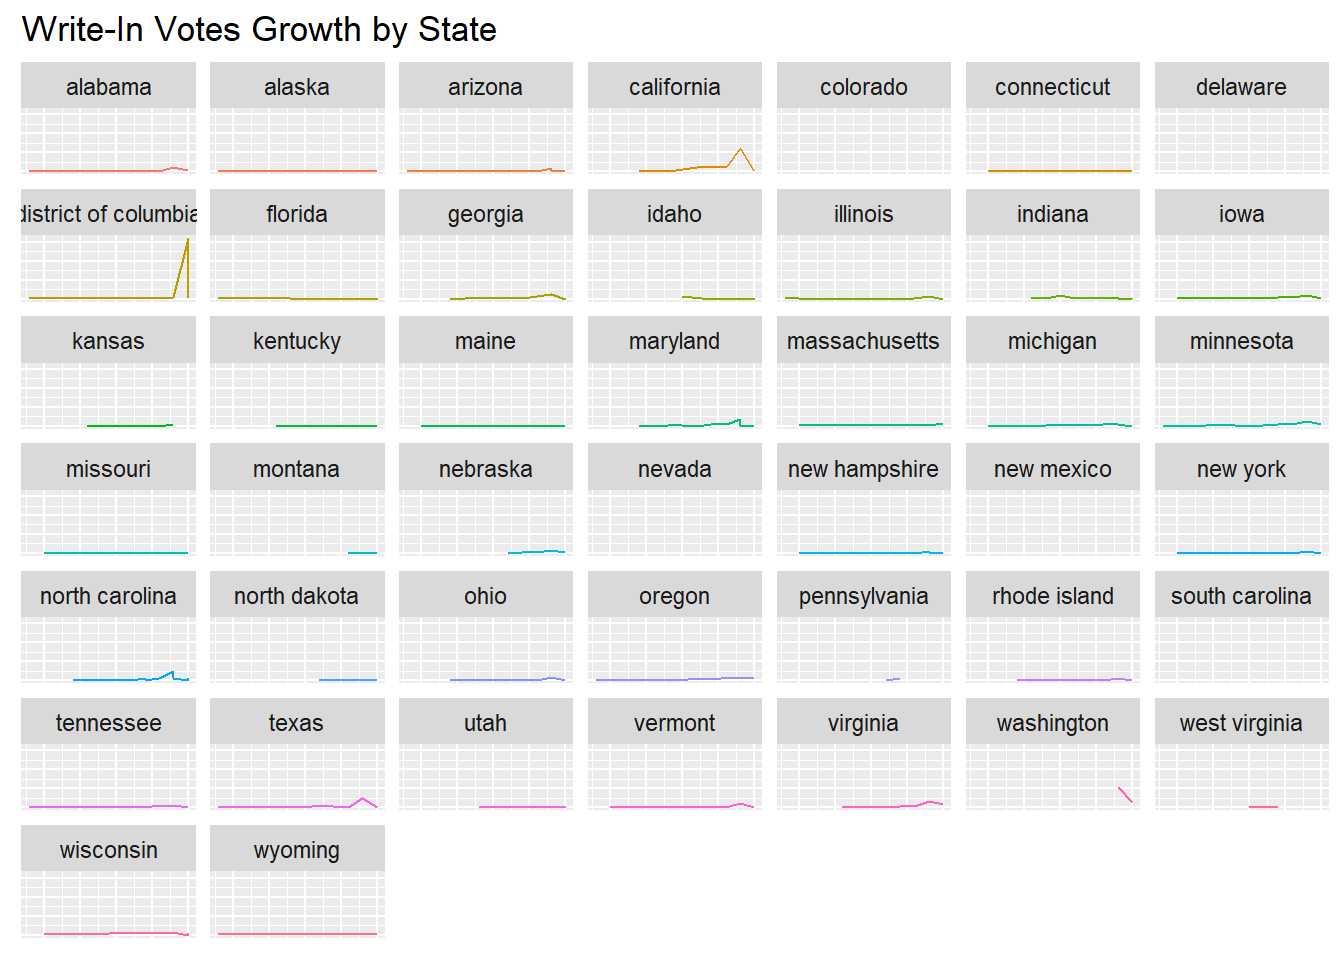 Write-In Votes Growth by State
alabama alaska arizona california colorado connecticut delaware
district of columbia florida georgia idaho illinois indiana iowa
kansas kentucky maine maryland massachusetts michigan minnesota
missouri montana nebraska nevada new hampshire new mexico new york
north carolina north dakota ohio oregon pennsylvania rhode island south carolina
tennessee texas utah vermont virginia washington west virginia
wisconsin wyoming